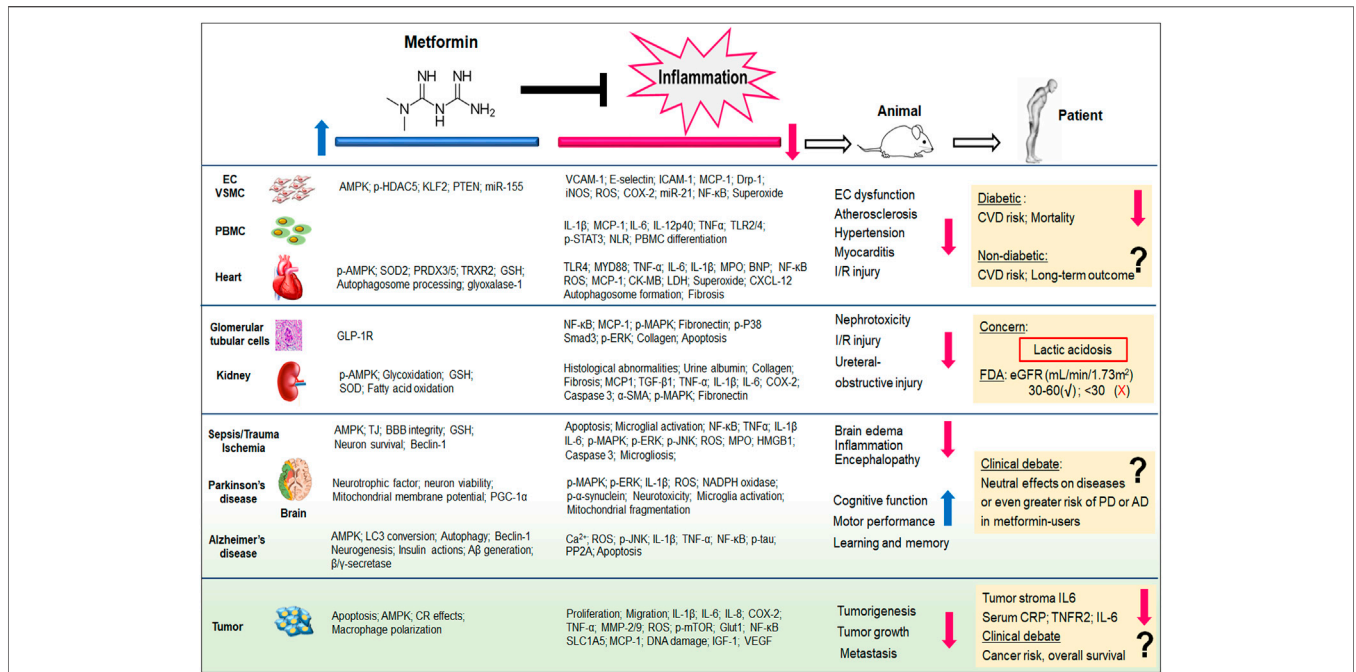 Metformin
Inflammation
NH NH
N N NH2
H
Animal
Patient
EC
VSMC
AMPK; p-HDAC5; KLF2; PTEN; miR-155
VCAM-1; E-selectin; ICAM-1; MCP-1; Drp-1;
iNOS; ROS; COX-2; miR-21; NF-κB; Superoxide
PBMC
IL-1β; MCP-1; IL-6; IL-12p40; TNFα; TLR2/4;
p-STAT3; NLR; PBMC differentiation
Heart
p-AMPK; SOD2; PRDX3/5; TRXR2; GSH;
Autophagosome processing; glyoxalase-1
TLR4; MYD88; TNF-α; IL-6; IL-1β; MPO; BNP; NF-κB
ROS; MCP-1; CK-MB; LDH; Superoxide; CXCL-12
Autophagosome formation; Fibrosis
EC dysfunction
Atherosclerosis
Hypertension
Myocarditis
I/R injury
Diabetic :
CVD risk; Mortality
Non-diabetic:
CVD risk; Long-term outcome
?
Glomerular
tubular cells
GLP-1R
NF-κB; MCP-1; p-MAPK; Fibronectin; p-P38
Smad3; p-ERK; Collagen; Apoptosis
Kidney
p-AMPK; Glycoxidation; GSH;
SOD; Fatty acid oxidation
Histological abnormalities; Urine albumin; Collagen;
Fibrosis; MCP1; TGF-β1; TNF-α; IL-1β; IL-6; COX-2;
Caspase 3; α-SMA; p-MAPK; Fibronectin
Nephrotoxicity
I/R injury
Ureteral-
obstructive injury
Concern:
Lactic acidosis
FDA: eGFR (mL/min/1.73m²)
30-60(√) ; <30 (X)
Sepsis/Trauma
Ischemia
AMPK; TJ; BBB integrity; GSH;
Neuron survival; Beclin-1
Apoptosis; Microglial activation; NF-κB; TNFα; IL-1β
IL-6; p-MAPK; p-ERK; p-JNK; ROS; MPO; HMGB1;
Caspase 3; Microgliosis;
Parkinson's
disease
Brain
Neurotrophic factor; neuron viability;
Mitochondrial membrane potential; PGC-1α
p-MAPK; p-ERK; IL-1β; ROS; NADPH oxidase;
p-α-synuclein; Neurotoxicity; Microglia activation;
Mitochondrial fragmentation
Alzheimer's
disease
AMPK; LC3 conversion; Autophagy; Beclin-1
Neurogenesis; Insulin actions; Aβ generation;
β/γ-secretase
Ca²⁺; ROS; p-JNK; IL-1β; TNF-α; NF-κB; p-tau;
PP2A; Apoptosis
Brain edema
Inflammation
Encephalopathy
Cognitive function
Motor performance
Learning and memory
Clinical debate:
Neutral effects on diseases
or even greater risk of PD or AD
in metformin-users
?
Tumor
Apoptosis; AMPK; CR effects;
Macrophage polarization
Proliferation; Migration; IL-1β; IL-6; IL-8; COX-2;
TNF-α; MMP-2/9; ROS; p-mTOR; Glut1; NF-κB
SLC1A5; MCP-1; DNA damage; IGF-1; VEGF
Tumorigenesis
Tumor growth
Metastasis
Tumor stroma IL6
Serum CRP; TNFR2; IL-6
Clinical debate
Cancer risk, overall survival
?